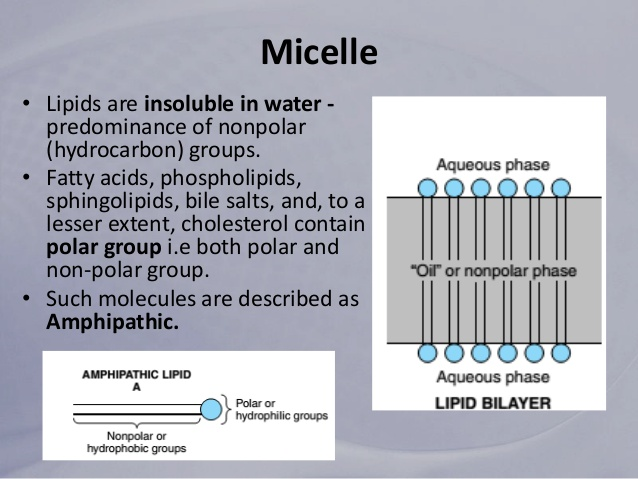 Micelle
• Lipids are insoluble in water -
predominance of nonpolar
(hydrocarbon) groups.
• Fatty acids, phospholipids,
sphingolipids, bile salts, and, to a
lesser extent, cholesterol contain
polar group i.e both polar and
non-polar group.
• Such molecules are described as
Amphipathic.
AMPHIPATHIC LIPID
A
Polar or
hydrophilic groups
Nonpolar or
hydrophobic groups
Aqueous phase
"Oil" or nonpolar phase
Aqueous phase
LIPID BILAYER